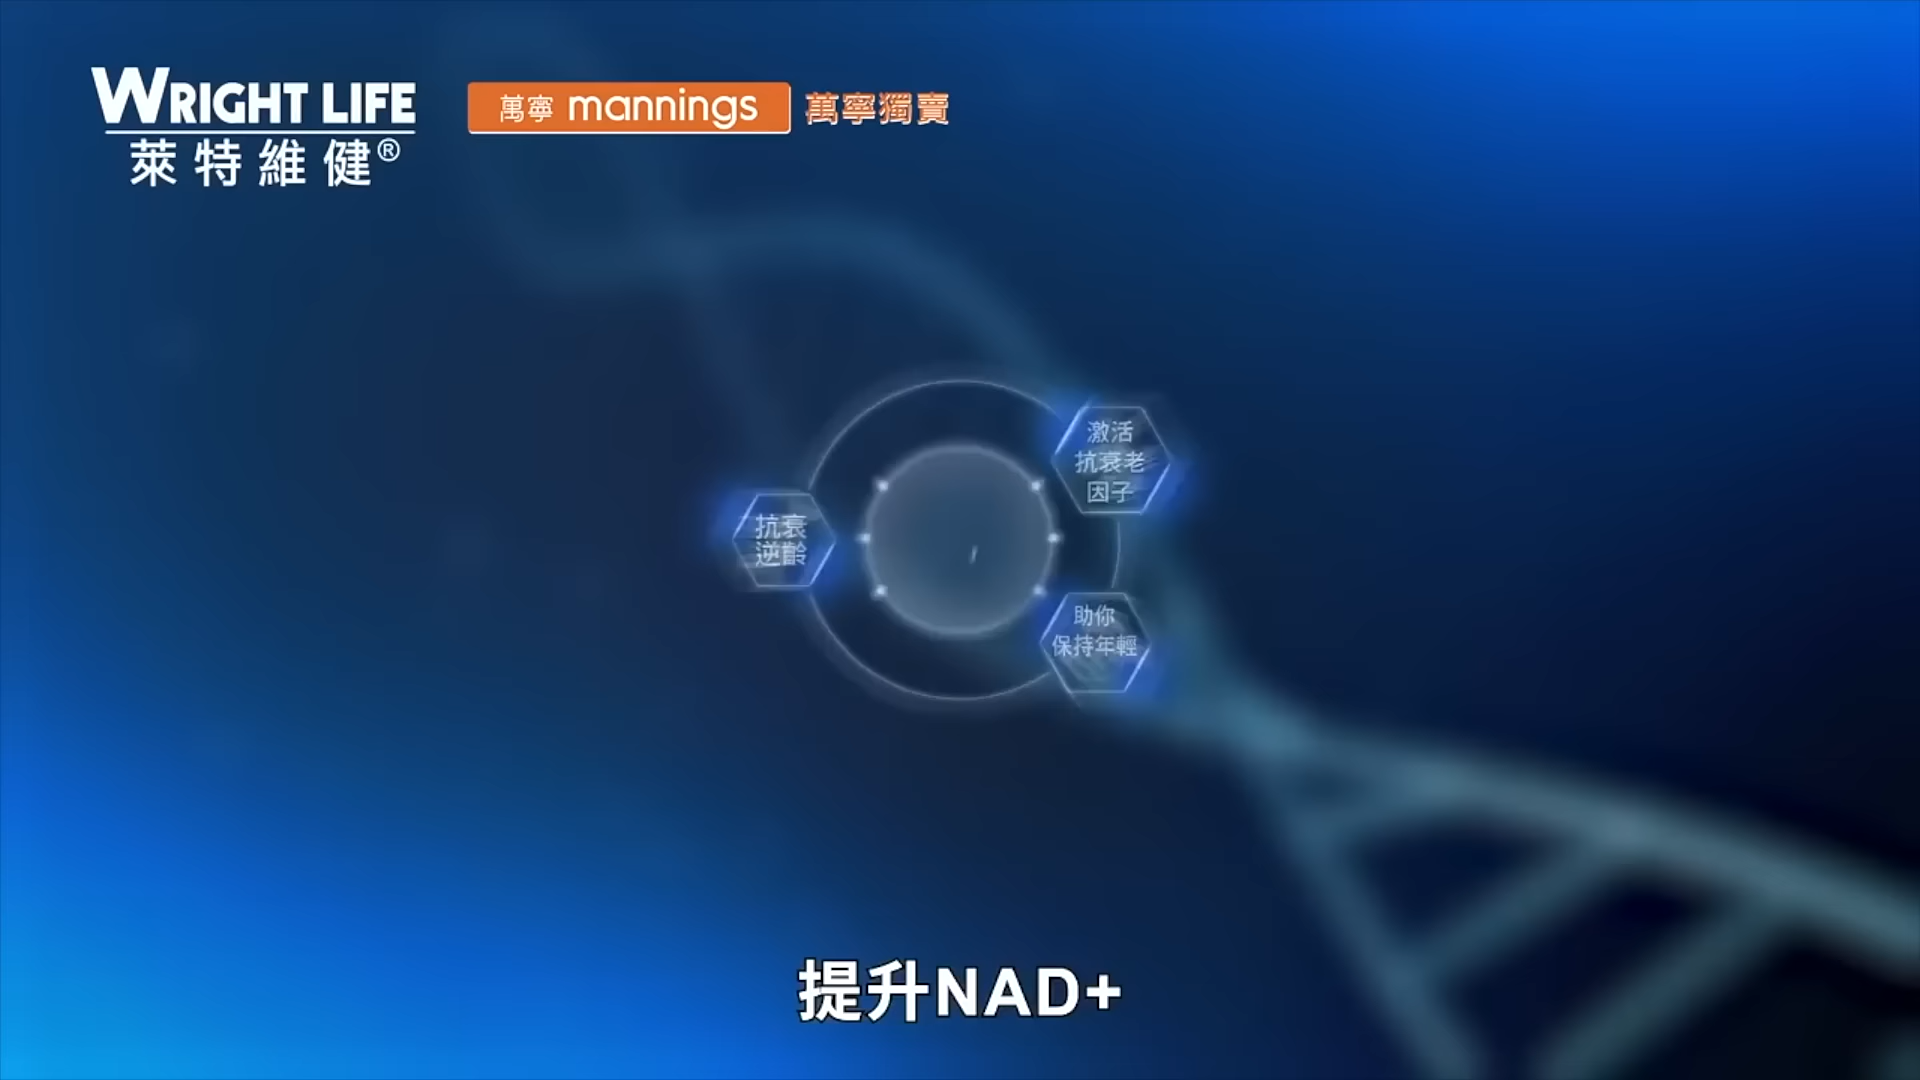 WRIGHT LIFE
萊特維健®
萬寧 mannings 萬寧獨賣
激活
抗衰老
因子
抗衰
逆齡
助你
保持年輕
提升NAD+